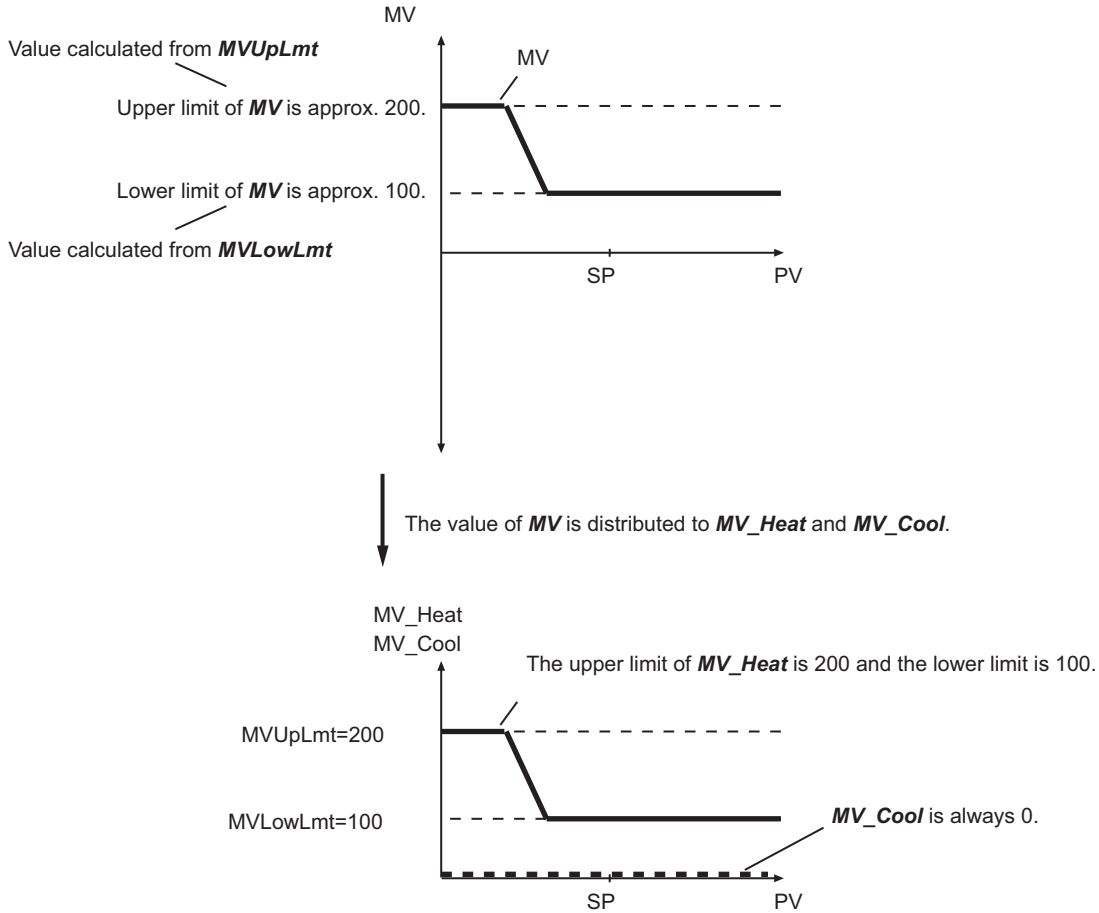 MV
Value calculated from MVUpLmt
MV
Upper limit of MV is approx. 200.
Lower limit of MV is approx. 100.
Value calculated from MVLowLmt
SP
PV
The value of MV is distributed to MV_Heat and MV_Cool.
MV_Heat
MV_Cool
The upper limit of MV_Heat is 200 and the lower limit is 100.
MVUpLmt=200
MVLowLmt=100
MV_Cool is always 0.
SP
PV